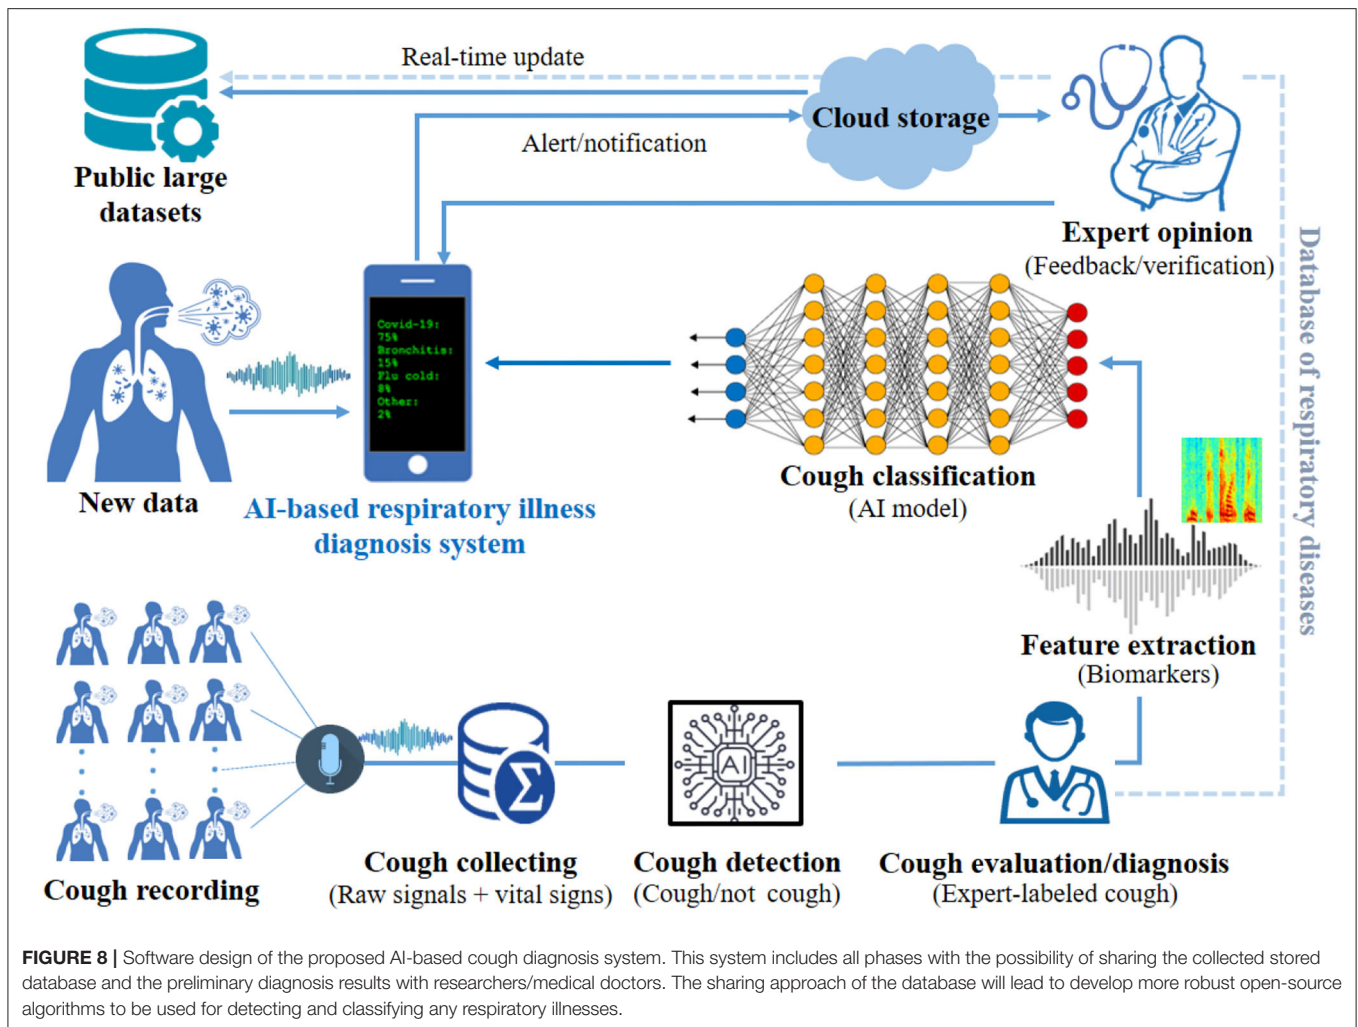 Real-time update
Cloud storage
Alert/notification
Public large
datasets
Expert opinion
(Feedback/verification)
Database of respiratory diseases
Covid-19:
75%
Bronchitis:
15%
Flu cold:
8%
Other:
2%
New data
AI-based respiratory illness
diagnosis system
Cough classification
(AI model)
Feature extraction
(Biomarkers)
AI
Σ
Cough recording
Cough collecting
(Raw signals + vital signs)
Cough detection
(Cough/not cough)
Cough evaluation/diagnosis
(Expert-labeled cough)
FIGURE 8 | Software design of the proposed AI-based cough diagnosis system. This system includes all phases with the possibility of sharing the collected stored
database and the preliminary diagnosis results with researchers/medical doctors. The sharing approach of the database will lead to develop more robust open-source
algorithms to be used for detecting and classifying any respiratory illnesses.